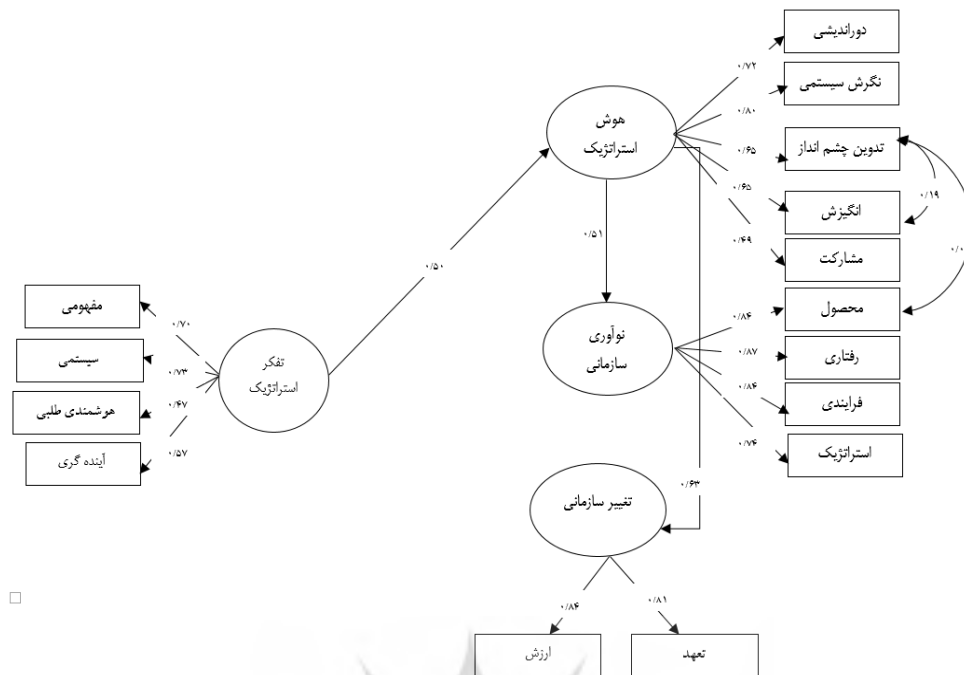 دوراندیشی
۰/۷۲
نگرش سیستمی
۰/۸۰
هوش
استراتژیک
تدوین چشم انداز
۰/۶۵
۰/۱۹
۰/۶۵
انگیزش
۰/۴۹
مشارکت
۰/۵۱
۰/۵۰
محصول
۰/۸۴
نوآوری
سازمانی
رفتاری
۰/۸۷
فرایندی
۰/۸۴
استراتژیک
۰/۷۴
مفهومی
۰/۷۰
سیستمی
۰/۷۳
تفکر
استراتژیک
هوشمندی طلبی
۰/۴۷
آینده گری
۰/۵۷
۰/۶۳
تغییر سازمانی
۰/۸۴
۰/۸۱
ارزش
تعهد